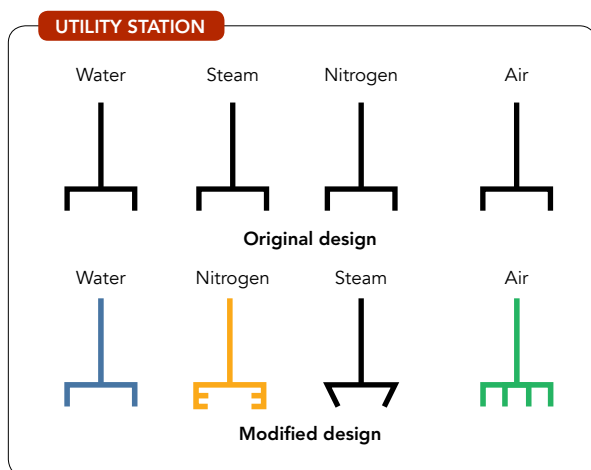 UTILITY STATION
Water Steam Nitrogen Air
Original design
Water Nitrogen Steam Air
Modified design